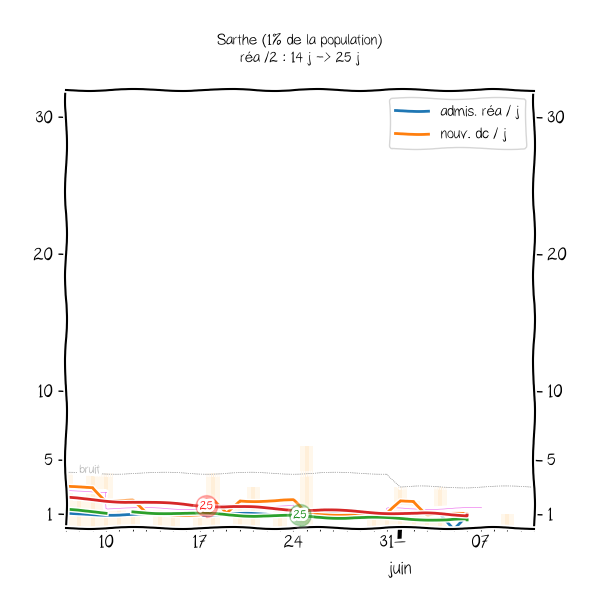 Sarthe (1% de la population)
réa /2 : 14 j -> 25 j
admis. réa / j
nouv. dc / j
30
30
20
20
10
10
5
5
bruit
25
25
1
1
10
17
24
31
07
juin